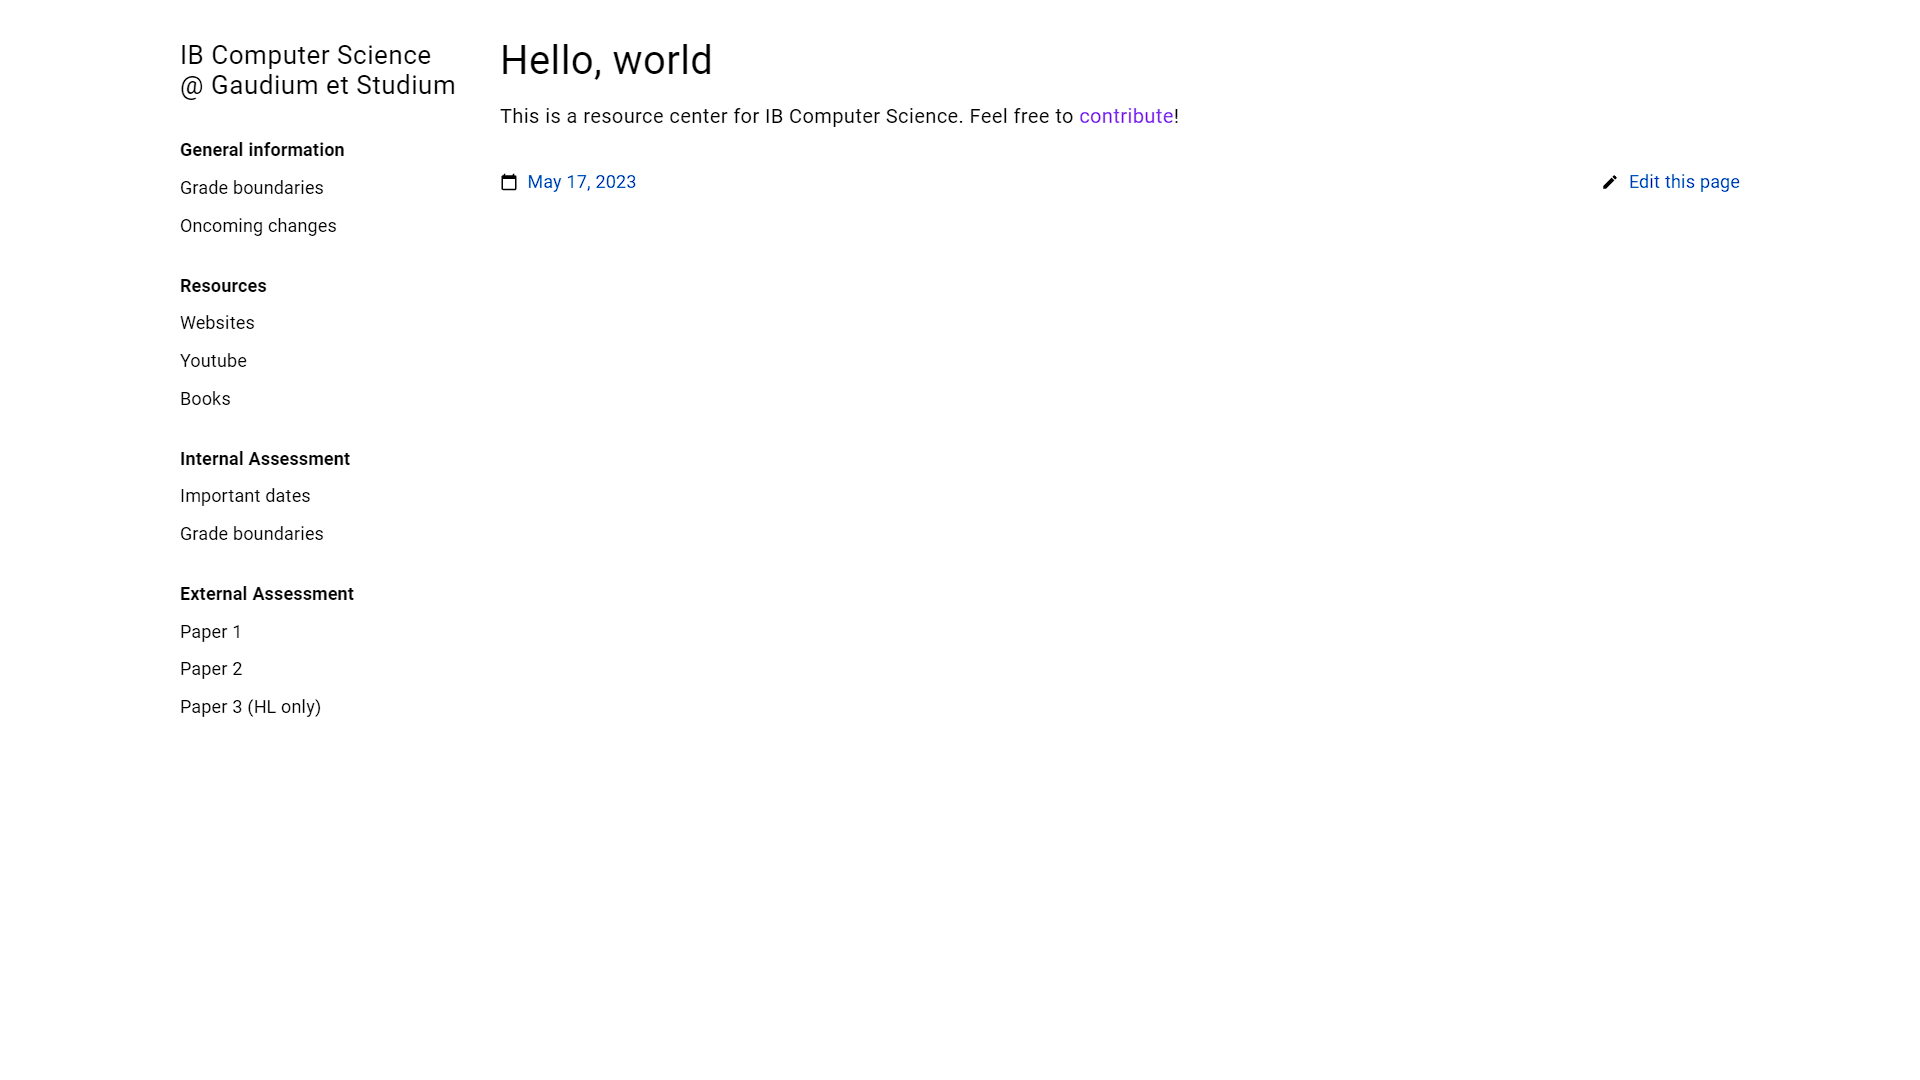 IB Computer Science
@ Gaudium et Studium
General information
Grade boundaries
Oncoming changes
Resources
Websites
Youtube
Books
Internal Assessment
Important dates
Grade boundaries
External Assessment
Paper 1
Paper 2
Paper 3 (HL only)
Hello, world
This is a resource center for IB Computer Science. Feel free to contribute!
May 17, 2023
Edit this page